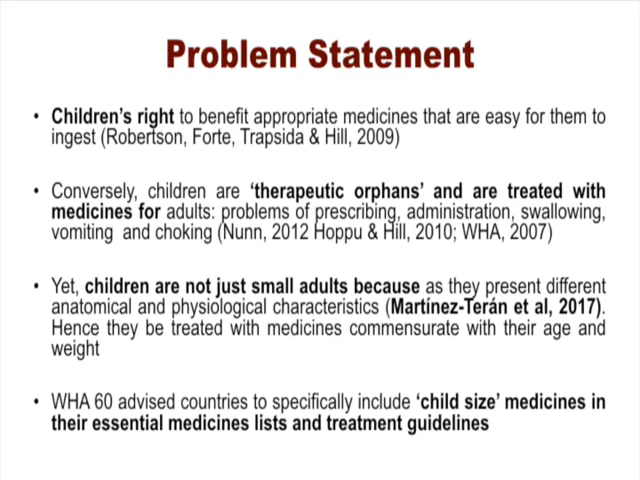 Problem Statement
• Children's right to benefit appropriate medicines that are easy for them to
ingest (Robertson, Forte, Trapsida & Hill, 2009)
• Conversely, children are ‘therapeutic orphans’ and are treated with
medicines for adults: problems of prescribing, administration, swallowing,
vomiting and choking (Nunn, 2012 Hoppu & Hill, 2010; WHA, 2007)
• Yet, children are not just small adults because as they present different
anatomical and physiological characteristics (Martínez-Terán et al, 2017).
Hence they be treated with medicines commensurate with their age and
weight
• WHA 60 advised countries to specifically include ‘child size’ medicines in
their essential medicines lists and treatment guidelines